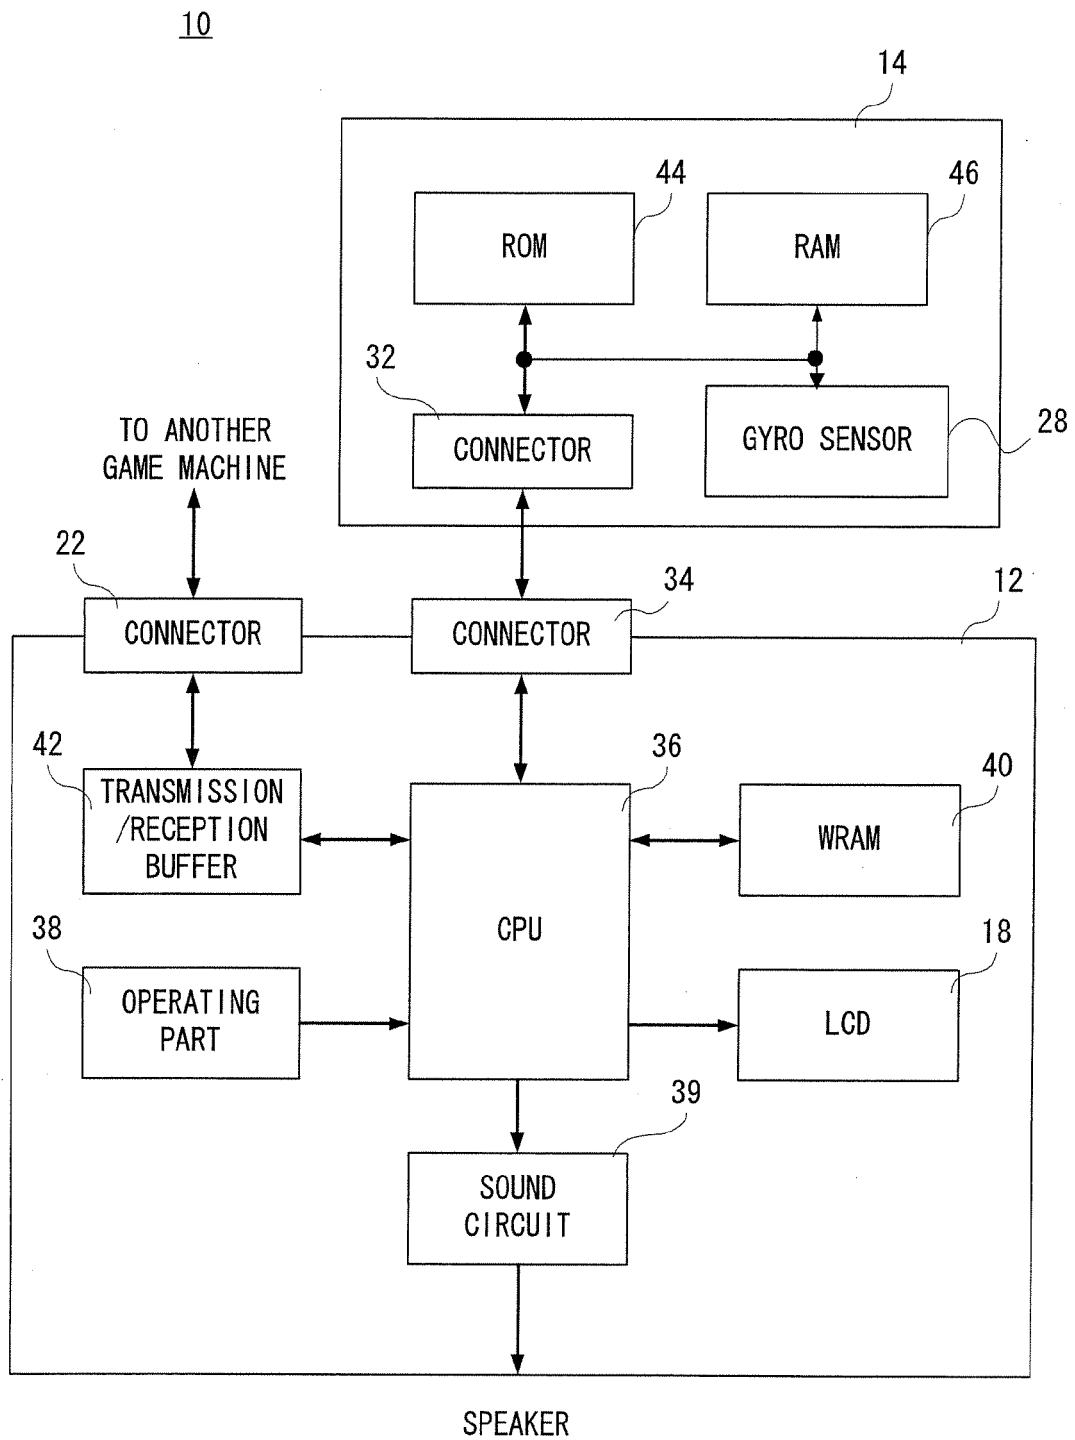 10
14
44
46
ROM
RAM
32
CONNECTOR
GYRO SENSOR
28
TO ANOTHER
GAME MACHINE
22
34
12
CONNECTOR
CONNECTOR
42
36
40
TRANSMISSION
/RECEPTION
BUFFER
WRAM
CPU
38
18
OPERATING
PART
LCD
39
SOUND
CIRCUIT
SPEAKER